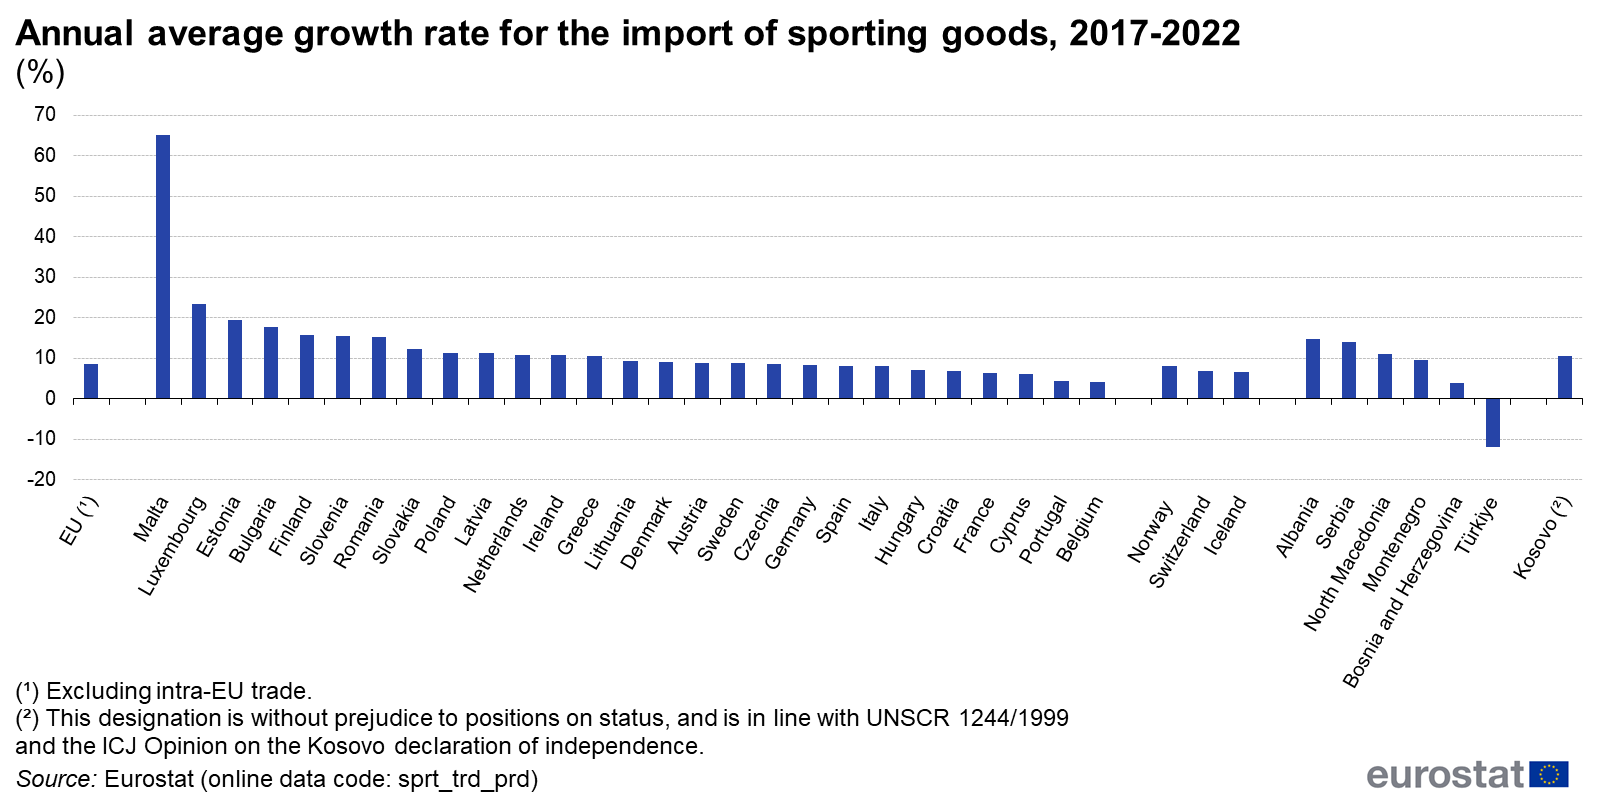 Annual average growth rate for the import of sporting goods, 2017-2022
(%)
70
60
50
40
30
20
10
0
-10
-20
EU (¹)
Malta
Luxembourg
Estonia
Bulgaria
Finland
Slovenia
Romania
Slovakia
Poland
Latvia
Netherlands
Ireland
Greece
Lithuania
Denmark
Austria
Sweden
Czechia
Germany
Spain
Italy
Hungary
Croatia
France
Cyprus
Portugal
Belgium
Norway
Switzerland
Iceland
Albania
Serbia
North Macedonia
Montenegro
Bosnia and Herzegovina
Türkiye
Kosovo (²)
(¹) Excluding intra-EU trade.
(²) This designation is without prejudice to positions on status, and is in line with UNSCR 1244/1999
and the ICJ Opinion on the Kosovo declaration of independence.
Source: Eurostat (online data code: sprt_trd_prd)
eurostat